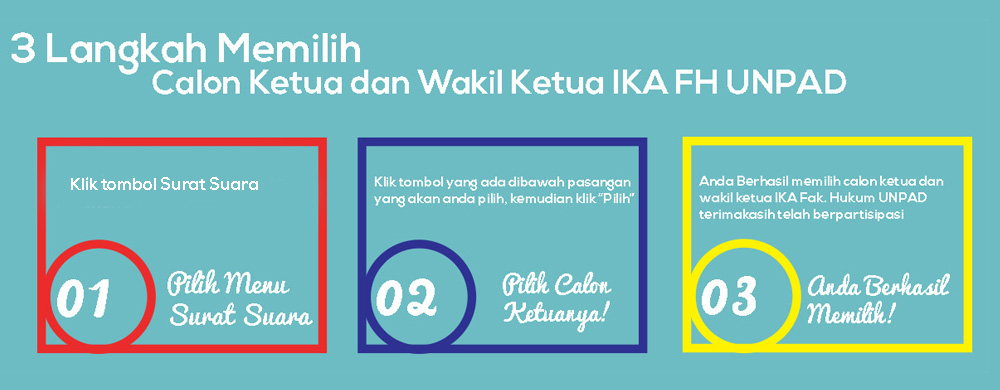 3 Langkah Memilih
Calon Ketua dan Wakil Ketua IKA FH UNPAD
Klik tombol Surat Suara
01
Pilih Menu
Surat Suara
Klik tombol yang ada dibawah pasangan
yang akan anda pilih, kemudian klik "Pilih"
02
Pilih Calon
Ketuanya!
Anda Berhasil memilih calon ketua dan
wakil ketua IKA Fak. Hukum UNPAD
terimakasih telah berpartisipasi
03
Anda Berhasil
Memilih!